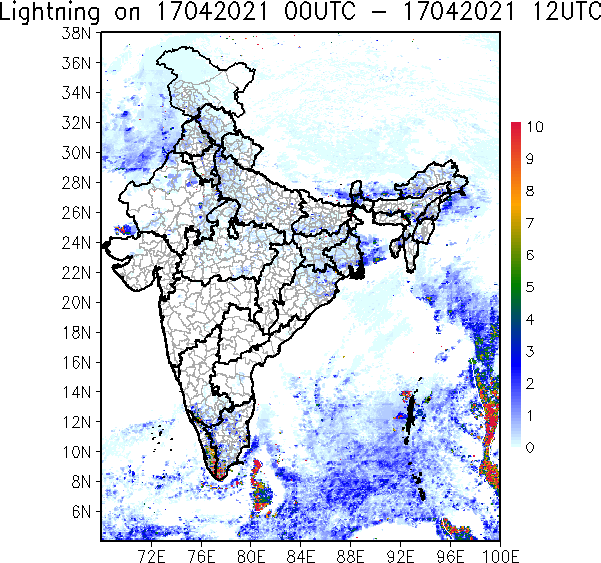 Lightning on 17042021 00UTC – 17042021 12UTC
38N
36N
34N
32N
30N
28N
26N
24N
22N
20N
18N
16N
14N
12N
10N
8N
6N
72E 76E 80E 84E 88E 92E 96E 100E
10
9
8
7
6
5
4
3
2
1
0